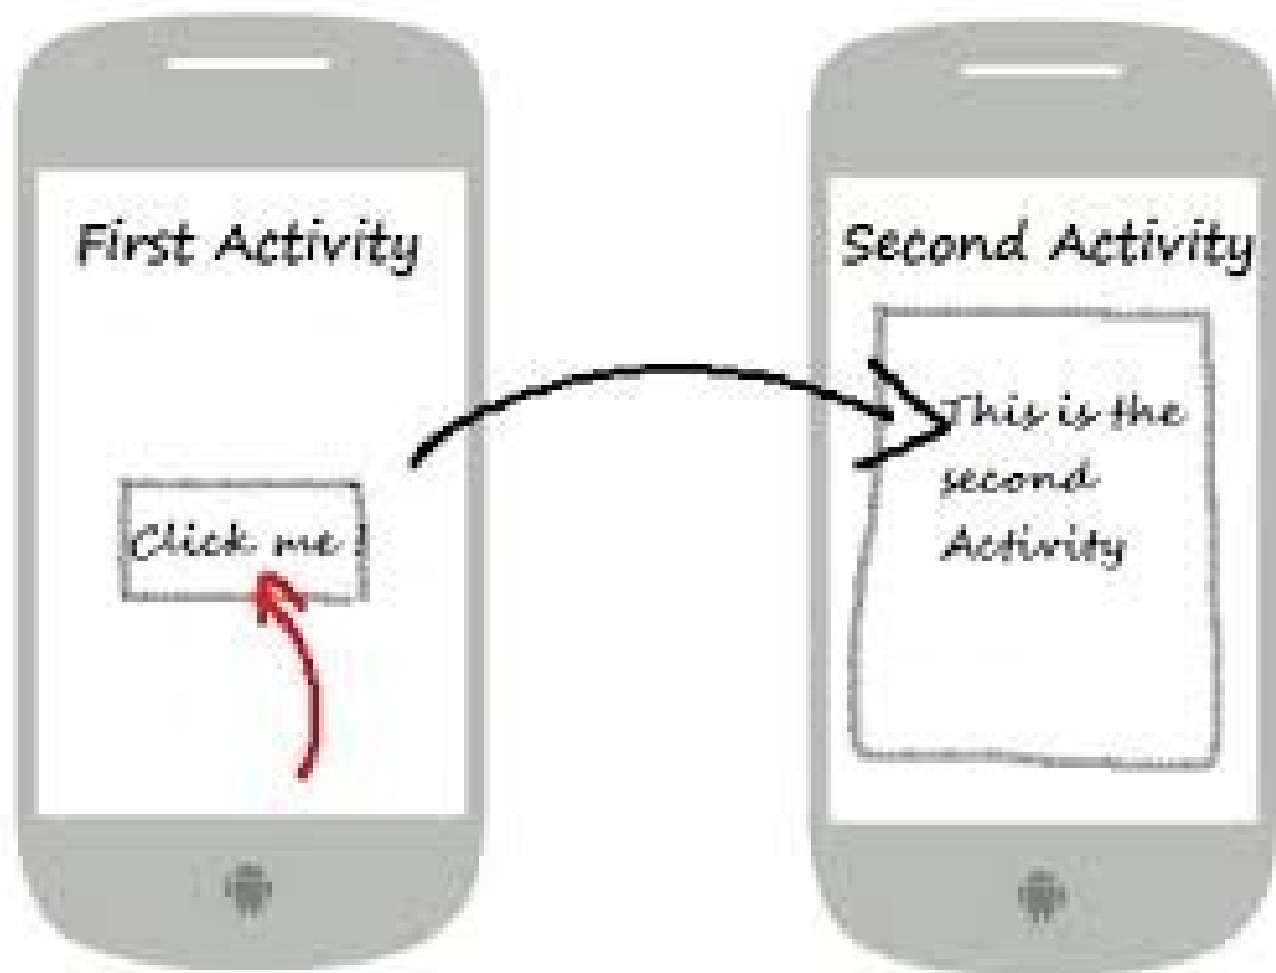 First Activity
Click me
Second Activity
This is the
second
Activity